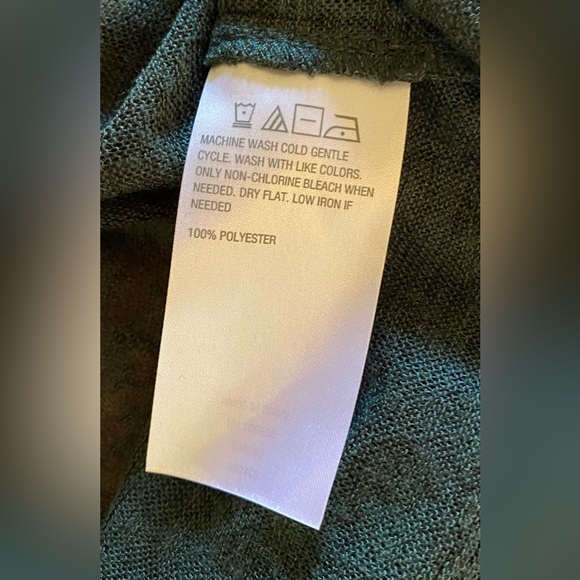 MACHINE WASH COLD GENTLE
CYCLE. WASH WITH LIKE COLORS.
ONLY NON-CHLORINE BLEACH WHEN
NEEDED. DRY FLAT. LOW IRON IF
NEEDED
100% POLYESTER